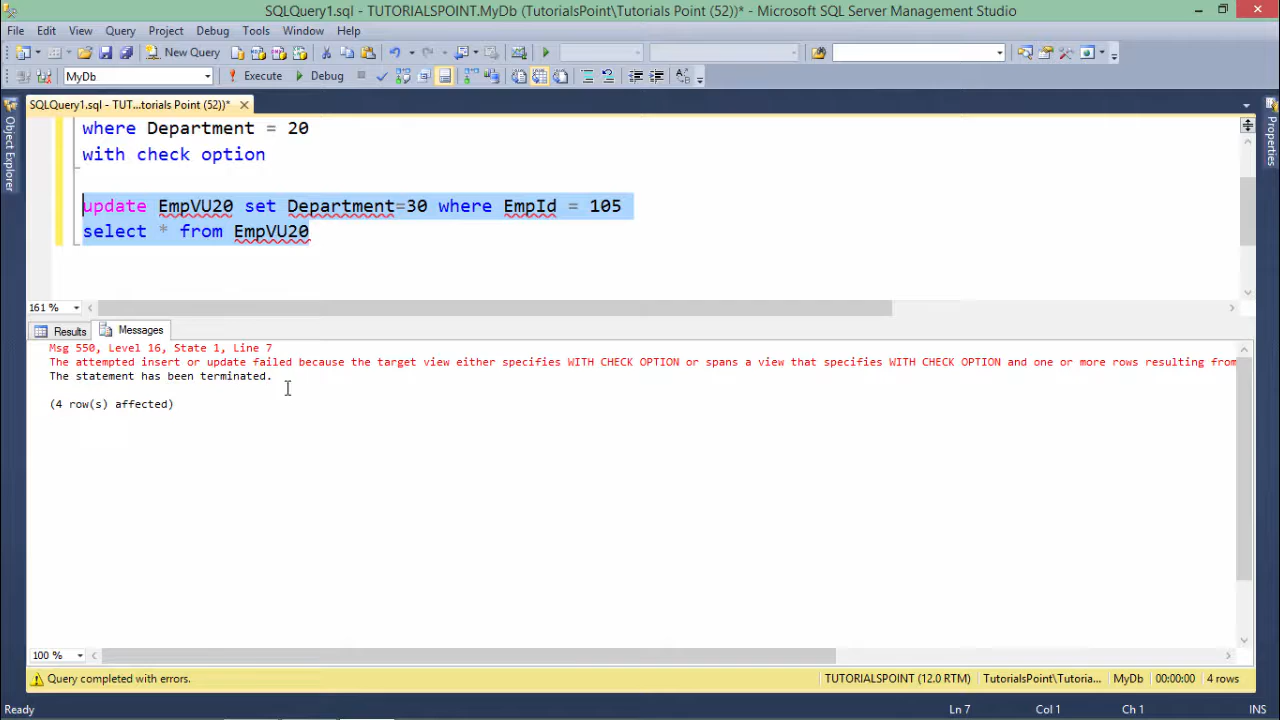 SQLQuery1.sql - TUTORIALSPOINT.MyDb (TutorialsPoint\Tutorials Point (52))* - Microsoft SQL Server Management Studio
File Edit View Query Project Debug Tools Window Help
New Query
MyDb Execute Debug
SQLQuery1.sql - TUT...torials Point (52))*
Object Explorer
Properties
where Department = 20
with check option
update EmpVU20 set Department=30 where EmpId = 105
select * from EmpVU20
161 %
Results Messages
Msg 550, Level 16, State 1, Line 7
The attempted insert or update failed because the target view either specifies WITH CHECK OPTION or spans a view that specifies WITH CHECK OPTION and one or more rows resulting from
The statement has been terminated.
(4 row(s) affected)
100 %
Query completed with errors. TUTORIALSPOINT (12.0 RTM) TutorialsPoint\Tutoria... MyDb 00:00:00 4 rows
Ready Ln 7 Col 1 Ch 1 INS